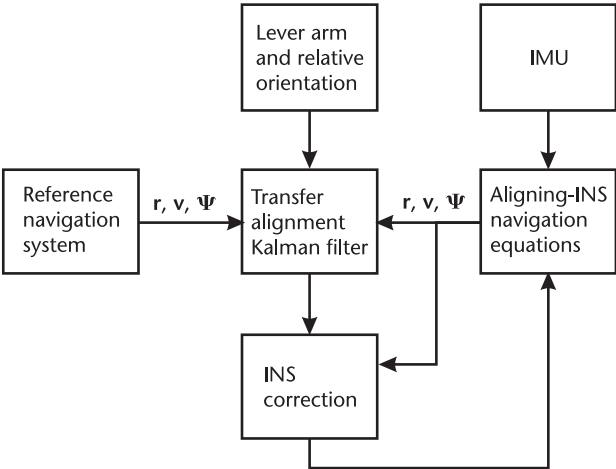 Lever arm
and relative
orientation
IMU
Reference
navigation
system
r, v, Ψ
Transfer
alignment
Kalman filter
r, v, Ψ
Aligning-INS
navigation
equations
INS
correction